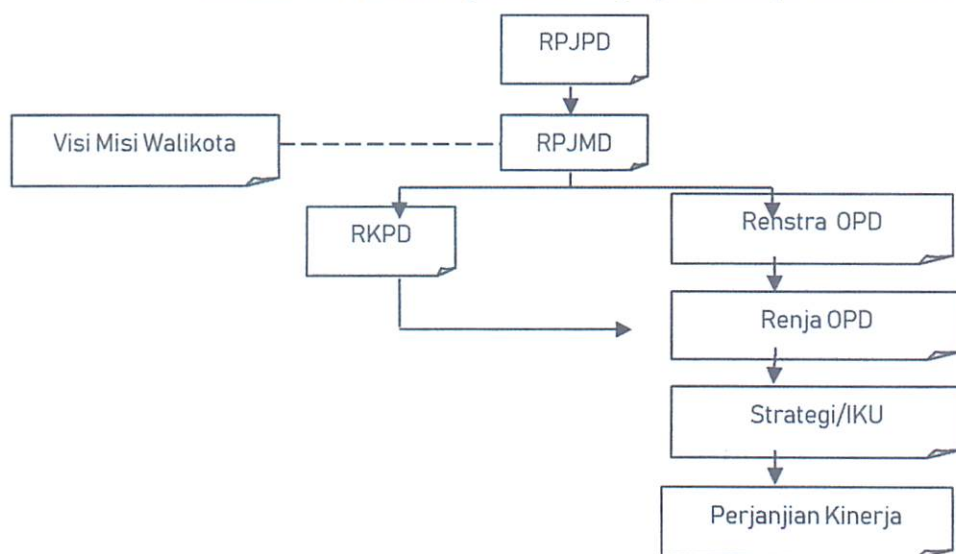 RPJPD
Visi Misi Walikota
RPJMD
RKPD
Renstra OPD
Renja OPD
Strategi/IKU
Perjanjian Kinerja